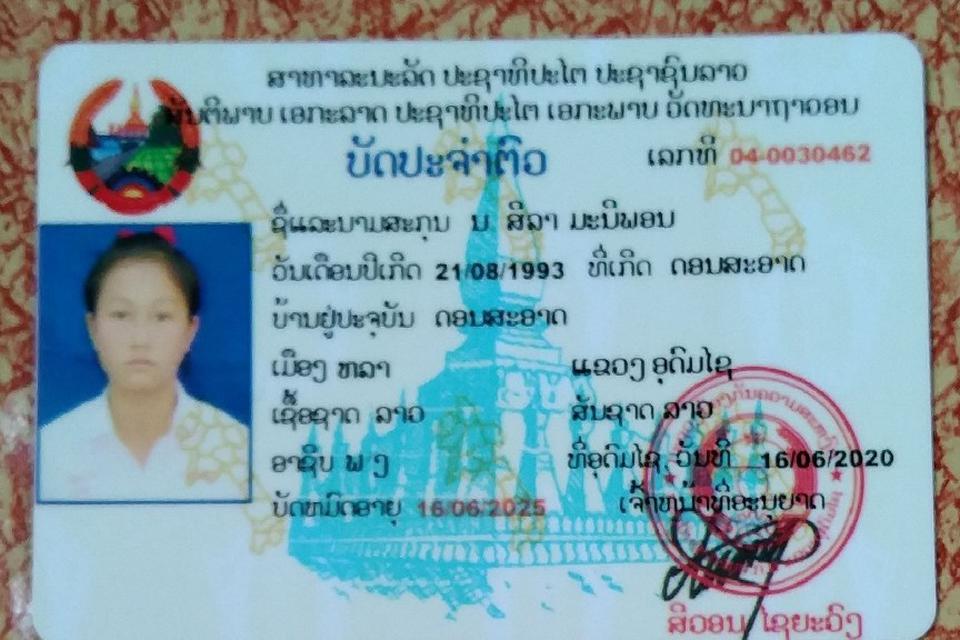 ສາທາລະນະລັດ ປະຊາທິປະໄຕ ປະຊາຊົນລາວ
ສັນຕິພາບ ເອກະລາດ ປະຊາທິປະໄຕ ເອກະພາບ ວັດທະນາຖາວອນ
ບັດປະຈຳຕົວ ເລກທີ 04-0030462
ຊື່ແລະນາມສະກຸນ ນ ສີລາ ມະນີພອນ
ວັນເດືອນປີເກີດ 21/08/1993 ທີ່ເກີດ ດອນສະອາດ
ບ້ານຢູ່ປະຈຸບັນ ດອນສະອາດ
ເມືອງ ຫລາ ແຂວງ ອຸດົມໄຊ
ເຊື້ອຊາດ ລາວ ສັນຊາດ ລາວ
ອາຊີບ ພ ງ ທີ່ອຸດົມໄຊ, ວັນທີ 16/06/2020
ບັດຫມົດອາຍຸ 16/06/2025 ເຈົ້າຫນ້າທີ່ອະນຸຍາດ
ສີວອນ ໄຊຍະວົງ